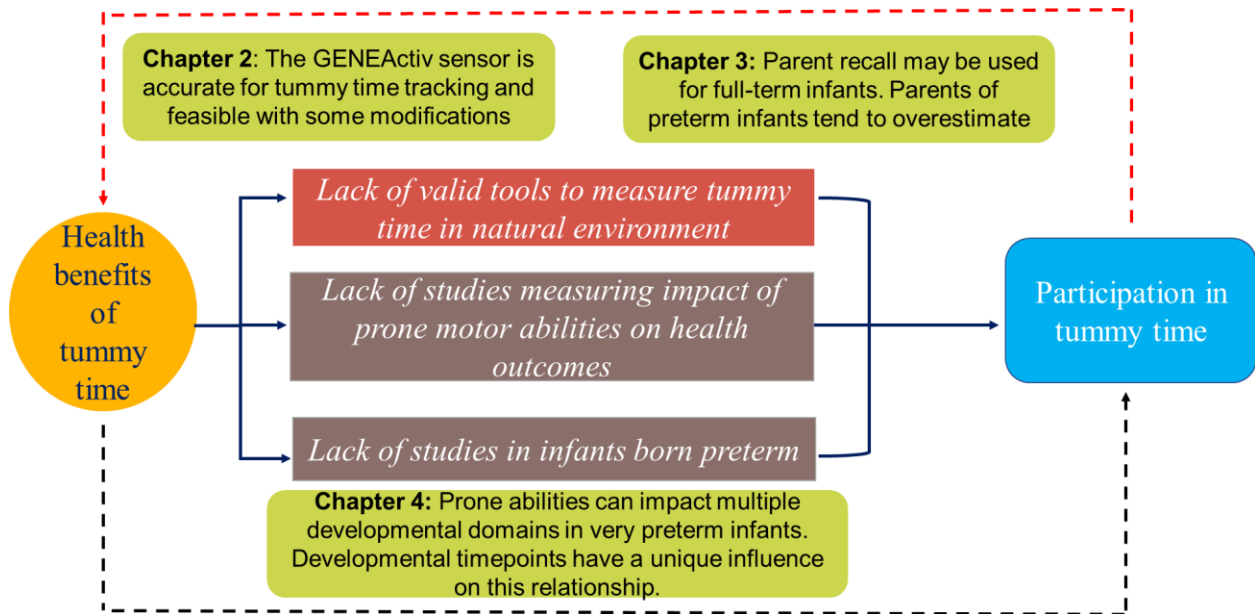 Chapter 2: The GENEActiv sensor is
accurate for tummy time tracking and
feasible with some modifications
Chapter 3: Parent recall may be used
for full-term infants. Parents of
preterm infants tend to overestimate
Health
benefits
of
tummy
time
Lack of valid tools to measure tummy
time in natural environment
Lack of studies measuring impact of
prone motor abilities on health
outcomes
Lack of studies in infants born preterm
Participation in
tummy time
Chapter 4: Prone abilities can impact multiple
developmental domains in very preterm infants.
Developmental timepoints have a unique influence
on this relationship.